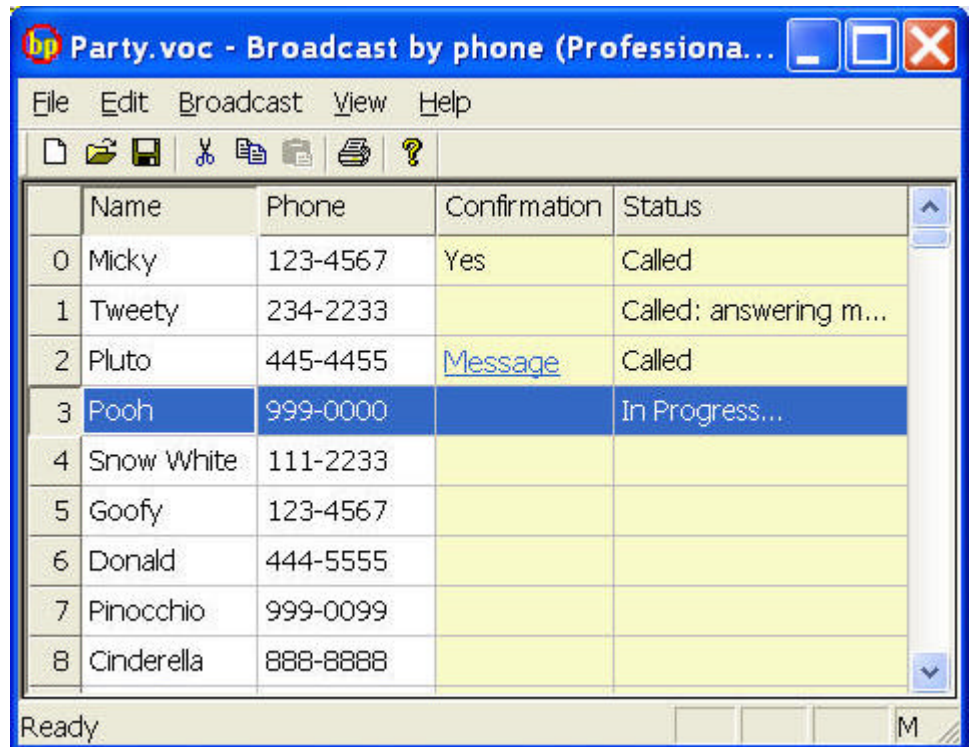 bp Party.voc - Broadcast by phone (Professiona...
File Edit Broadcast View Help
Name Phone Confirmation Status
0 Micky 123-4567 Yes Called
1 Tweety 234-2233 Called: answering m...
2 Pluto 445-4455 Message Called
3 Pooh 999-0000 In Progress...
4 Snow White 111-2233
5 Goofy 123-4567
6 Donald 444-5555
7 Pinocchio 999-0099
8 Cinderella 888-8888
Ready M